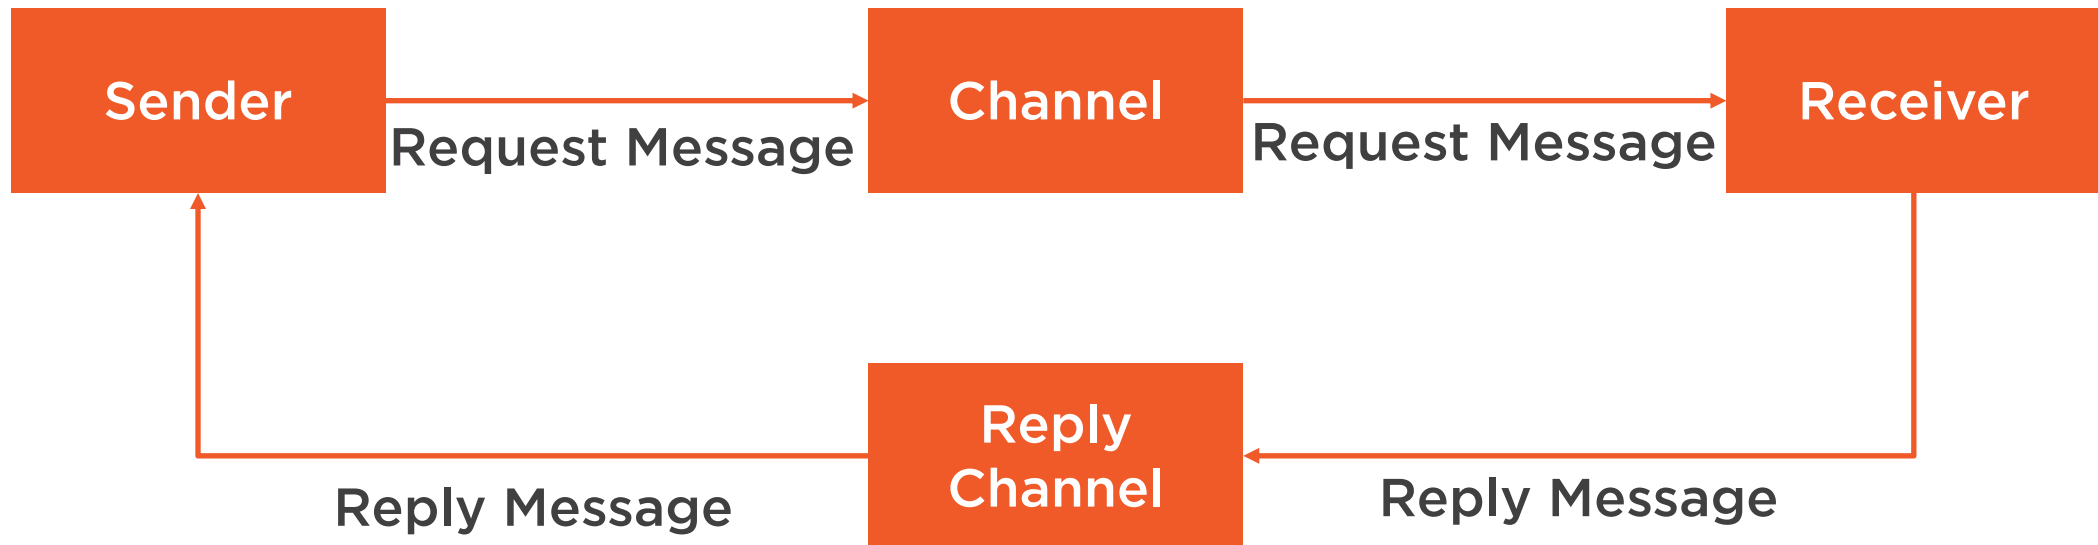 Sender
Request Message
Channel
Request Message
Receiver
Reply Message
Reply
Channel
Reply Message